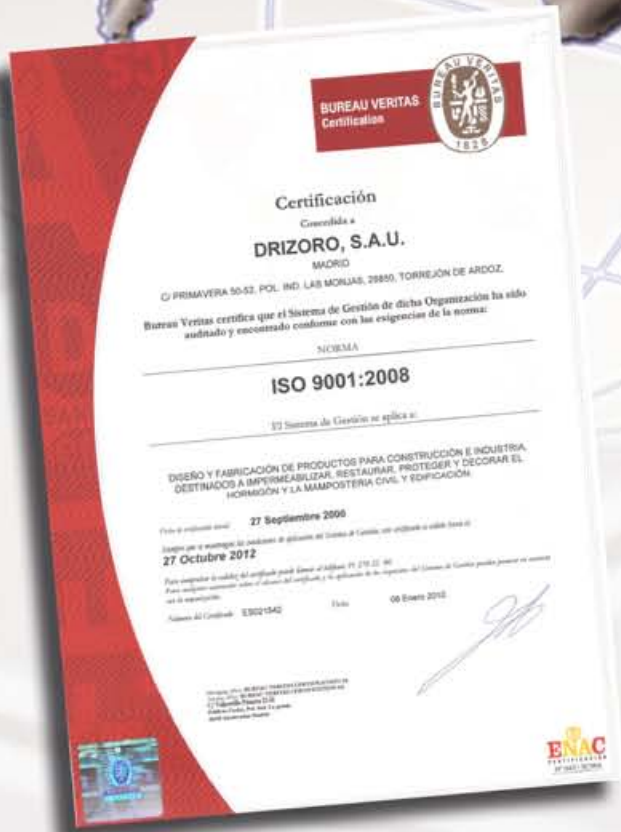 BUREAU VERITAS
Certification
BUREAU VERITAS
1828
Certificación
Concedida a
DRIZORO, S.A.U.
MADRID
C/ PRIMAVERA 50-52, POL. IND. LAS MONJAS, 28850, TORREJÓN DE ARDOZ.
Bureau Veritas certifica que el Sistema de Gestión de dicha Organización ha sido
auditado y encontrado conforme con las exigencias de la norma:
NORMA
ISO 9001:2008
El Sistema de Gestión se aplica a:
DISEÑO Y FABRICACIÓN DE PRODUCTOS PARA CONSTRUCCIÓN E INDUSTRIA,
DESTINADOS A IMPERMEABILIZAR, RESTAURAR, PROTEGER Y DECORAR EL
HORMIGÓN Y LA MAMPOSTERIA CIVIL Y EDIFICACIÓN.
27 Septiembre 2000
27 Octubre 2012
Número del Certificado ES021542 Fecha 08 Enero 2010
ENAC
CERTIFICACIÓN